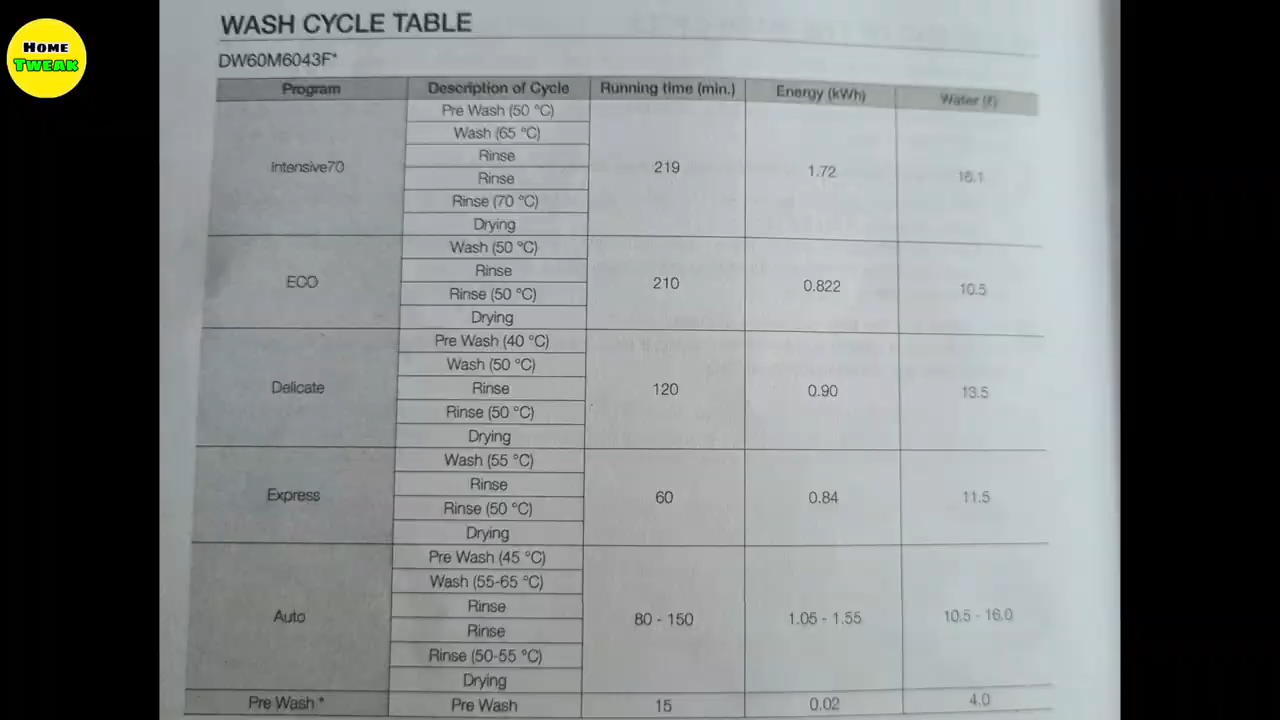 HOME
TWEAK
WASH CYCLE TABLE
DW60M6043F*
Program Description of Cycle Running time (min.) Energy (kWh) Water (ℓ)
Intensive70 219 1.72 16.1
Pre Wash (50 °C)
Wash (65 °C)
Rinse
Rinse
Rinse (70 °C)
Drying
ECO 210 0.822 10.5
Wash (50 °C)
Rinse
Rinse (50 °C)
Drying
Delicate 120 0.90 13.5
Pre Wash (40 °C)
Wash (50 °C)
Rinse
Rinse (50 °C)
Drying
Express 60 0.84 11.5
Wash (55 °C)
Rinse
Rinse (50 °C)
Drying
Auto 80 - 150 1.05 - 1.55 10.5 - 16.0
Pre Wash (45 °C)
Wash (55-65 °C)
Rinse
Rinse
Rinse (50-55 °C)
Drying
Pre Wash * Pre Wash 15 0.02 4.0